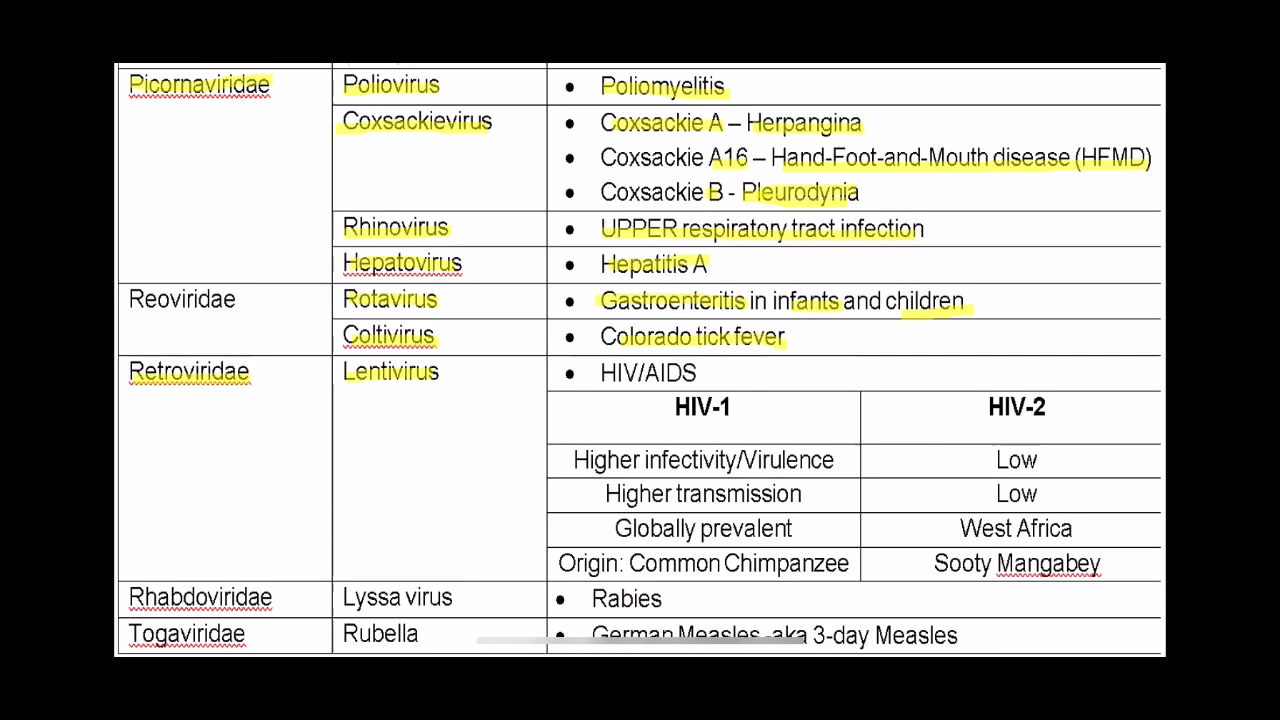 Picornaviridae Poliovirus • Poliomyelitis
Coxsackievirus • Coxsackie A – Herpangina
• Coxsackie A16 – Hand-Foot-and-Mouth disease (HFMD)
• Coxsackie B - Pleurodynia
Rhinovirus • UPPER respiratory tract infection
Hepatovirus • Hepatitis A
Reoviridae Rotavirus • Gastroenteritis in infants and children
Coltivirus • Colorado tick fever
Retroviridae Lentivirus • HIV/AIDS
HIV-1 HIV-2
Higher infectivity/Virulence Low
Higher transmission Low
Globally prevalent West Africa
Origin: Common Chimpanzee Sooty Mangabey
Rhabdoviridae Lyssa virus • Rabies
Togaviridae Rubella • German Measles -aka 3-day Measles